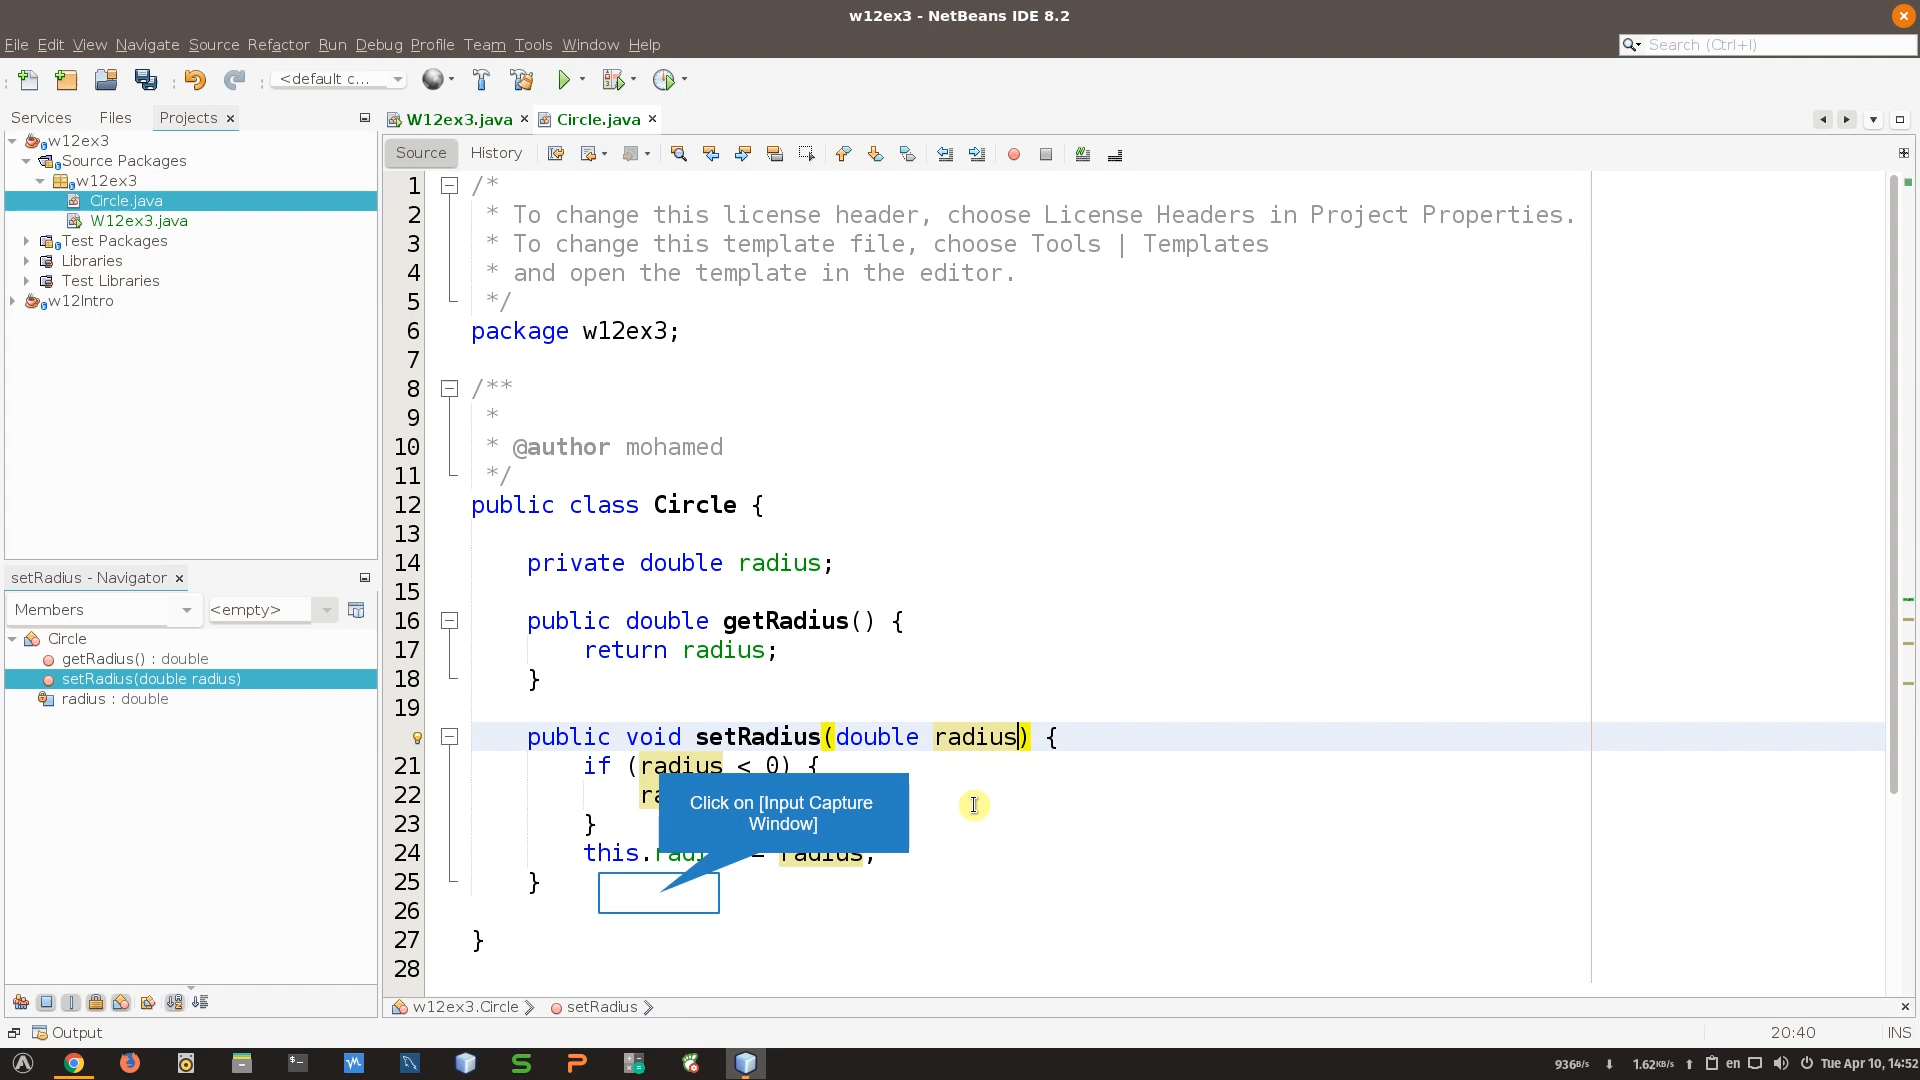 w12ex3 - NetBeans IDE 8.2
File Edit View Navigate Source Refactor Run Debug Profile Team Tools Window Help
Search (Ctrl+I)
<default c...
Services Files Projects
W12ex3.java Circle.java
w12ex3
Source Packages
w12ex3
Circle.java
W12ex3.java
Test Packages
Libraries
Test Libraries
w12Intro
setRadius - Navigator
Members <empty>
Circle
getRadius() : double
setRadius(double radius)
radius : double
Source History
1 /*
2 * To change this license header, choose License Headers in Project Properties.
3 * To change this template file, choose Tools | Templates
4 * and open the template in the editor.
5 */
6 package w12ex3;
7
8 /**
9 *
10 * @author mohamed
11 */
12 public class Circle {
13
14 private double radius;
15
16 public double getRadius() {
17 return radius;
18 }
19
public void setRadius(double radius) {
21 if (radius < 0) {
22 ra
23 }
24 this.radi = radius;
25 }
26
27 }
28
Click on [Input Capture
Window]
w12ex3.Circle setRadius
Output
20:40 INS
936B/s 1.62KB/s en Tue Apr 10, 14:52